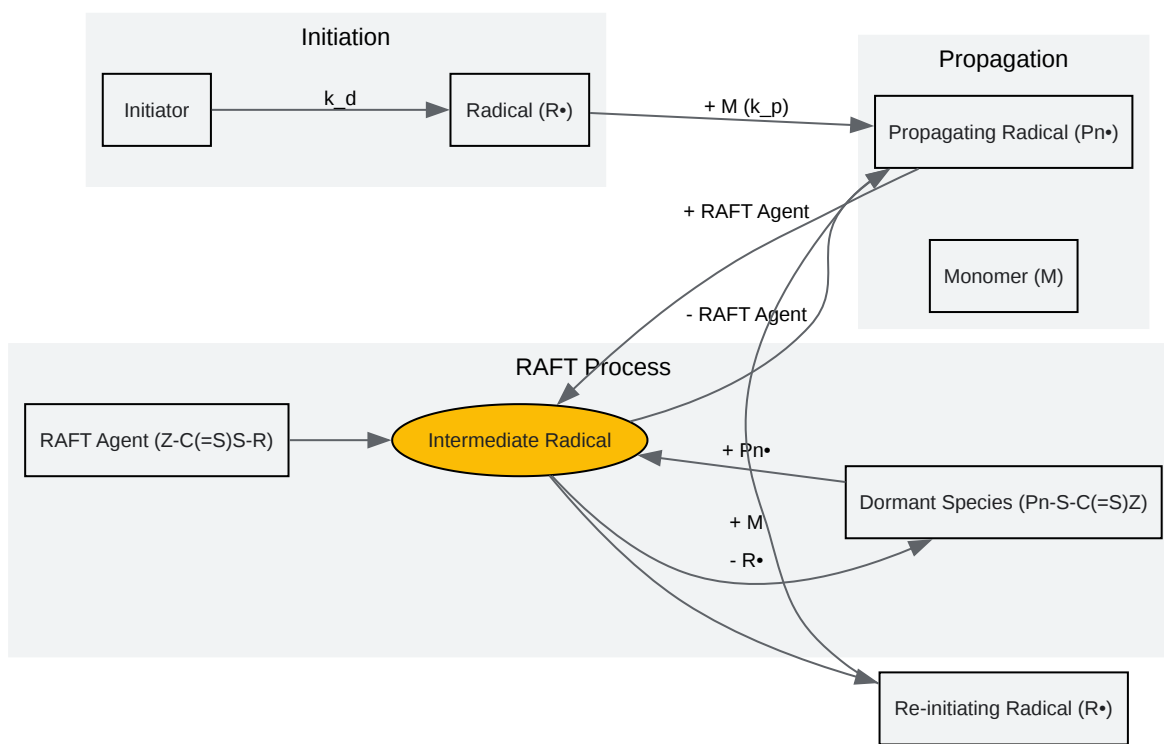 Initiation
Propagation
Initiator
k_d
Radical (R•)
+ M (k_p)
Propagating Radical (Pn•)
+ RAFT Agent
Monomer (M)
- RAFT Agent
RAFT Process
RAFT Agent (Z-C(=S)S-R)
Intermediate Radical
+ Pn•
Dormant Species (Pn-S-C(=S)Z)
+ M
- R•
Re-initiating Radical (R•)